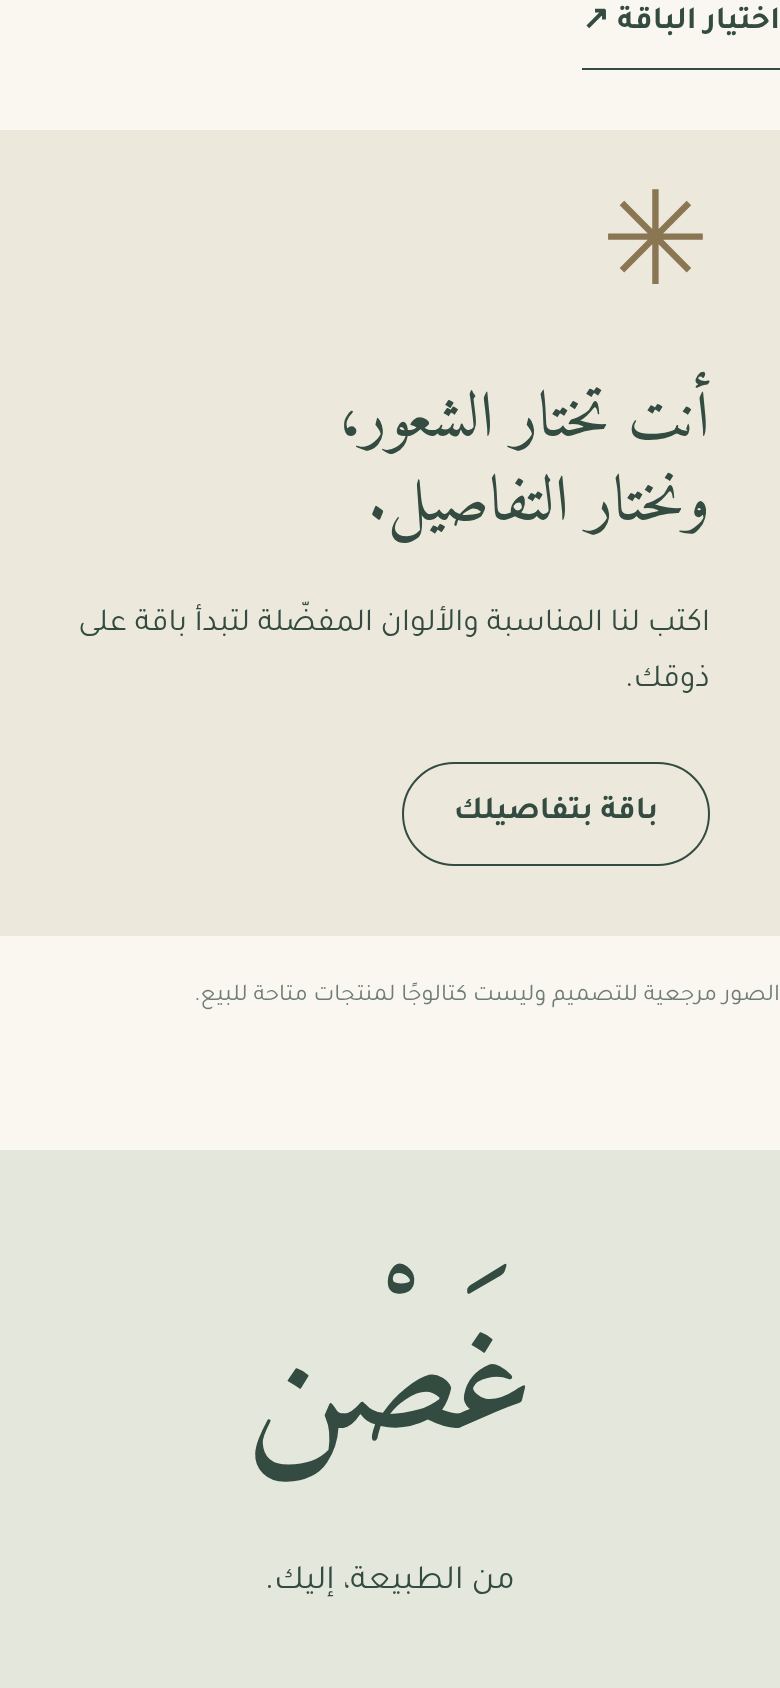 اختيار الباقة ↗
أنت تختار الشعور،
ونختار التفاصيل.
اكتب لنا المناسبة والألوان المفضّلة لتبدأ باقة على
ذوقك.
باقة بتفاصيلك
الصور مرجعية للتصميم وليست كتالوجًا لمنتجات متاحة للبيع.
غَصْن
من الطبيعة، إليك.